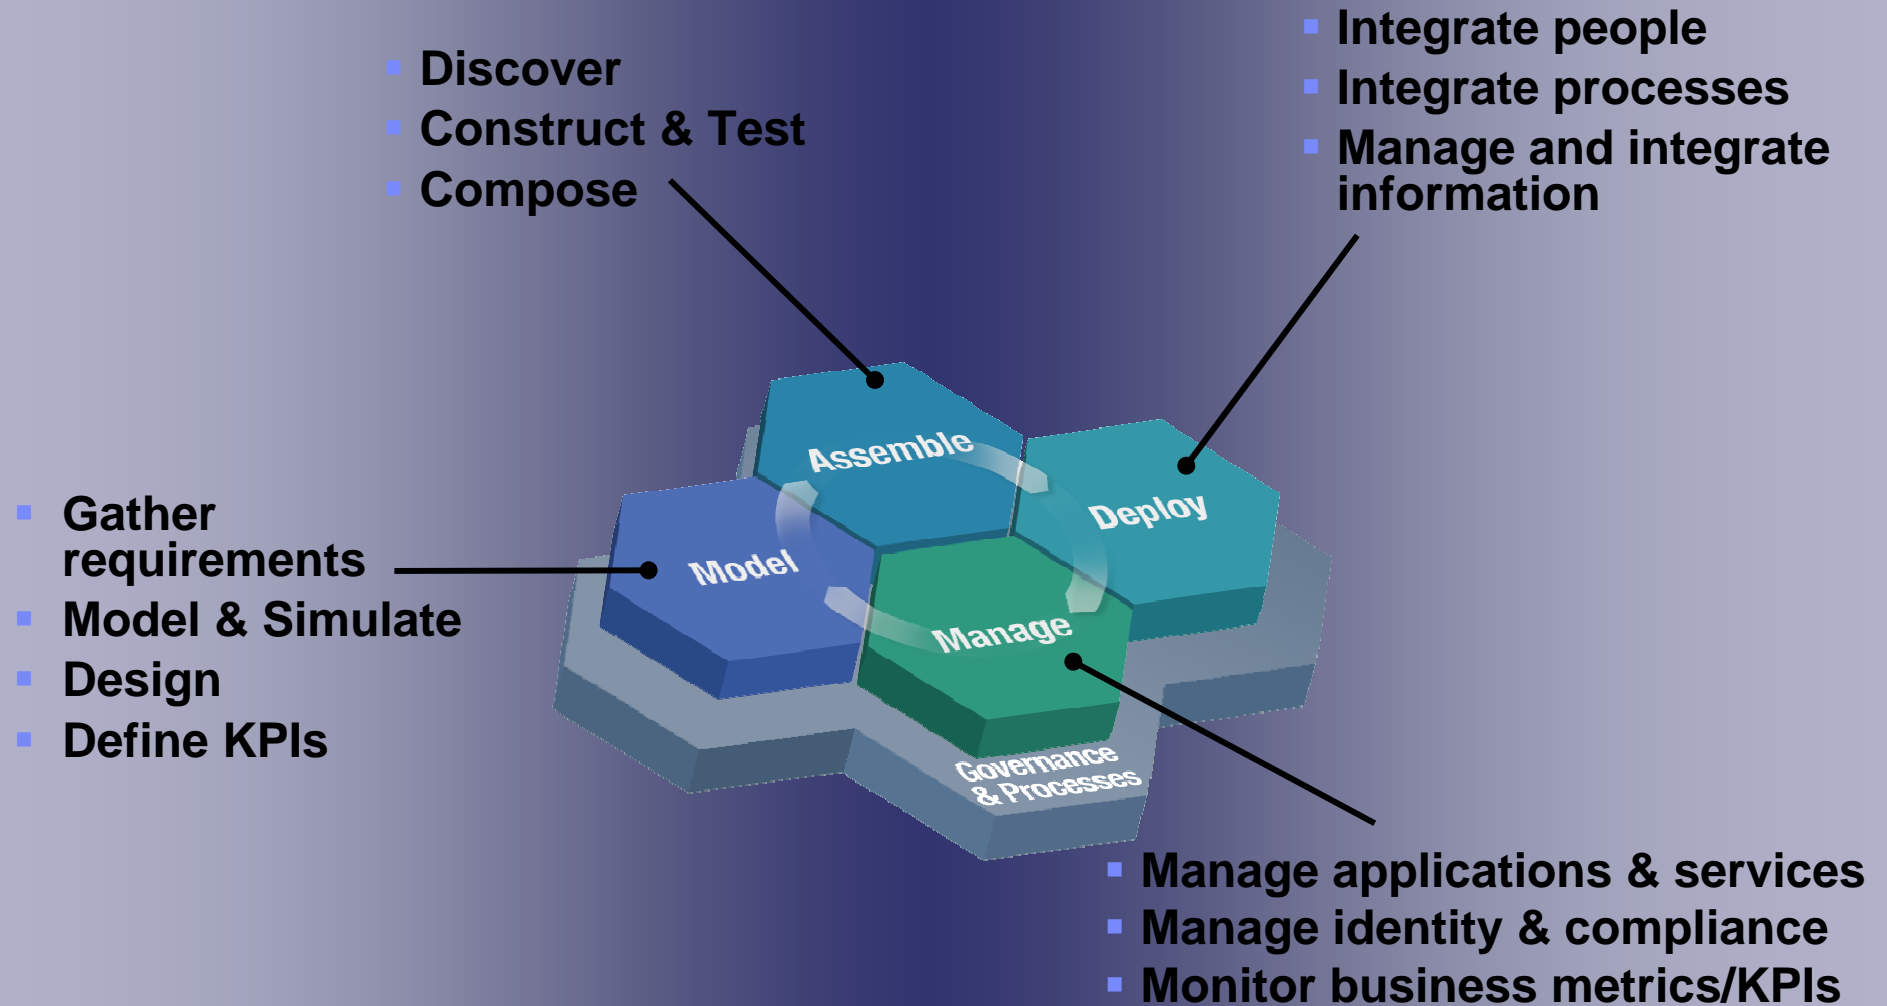 Integrate people
Integrate processes
Manage and integrate
information
Discover
Construct & Test
Compose
Assemble
Deploy
Model
Manage
Governance
& Processes
Gather
requirements
Model & Simulate
Design
Define KPIs
Manage applications & services
Manage identity & compliance
Monitor business metrics/KPIs